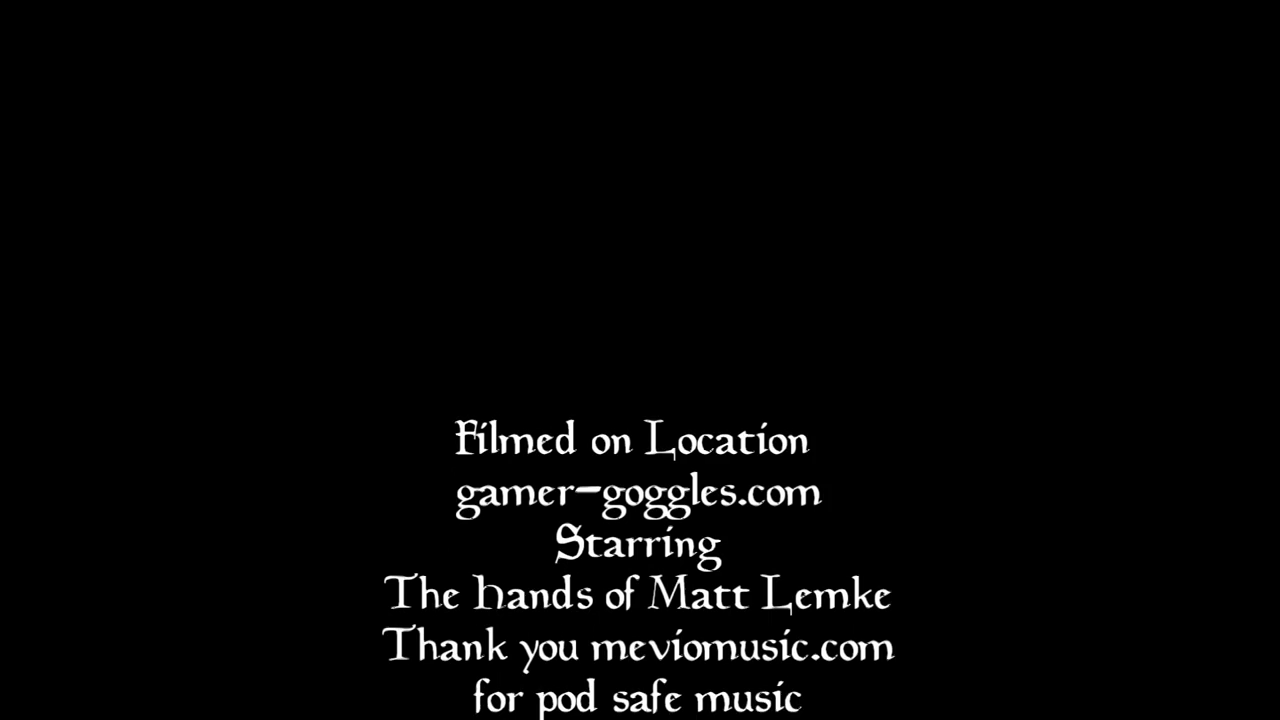 Filmed on Location
gamer-goggles.com
Starring
The Hands of Matt Lemke
Thank you meviomusic.com
for pod safe music